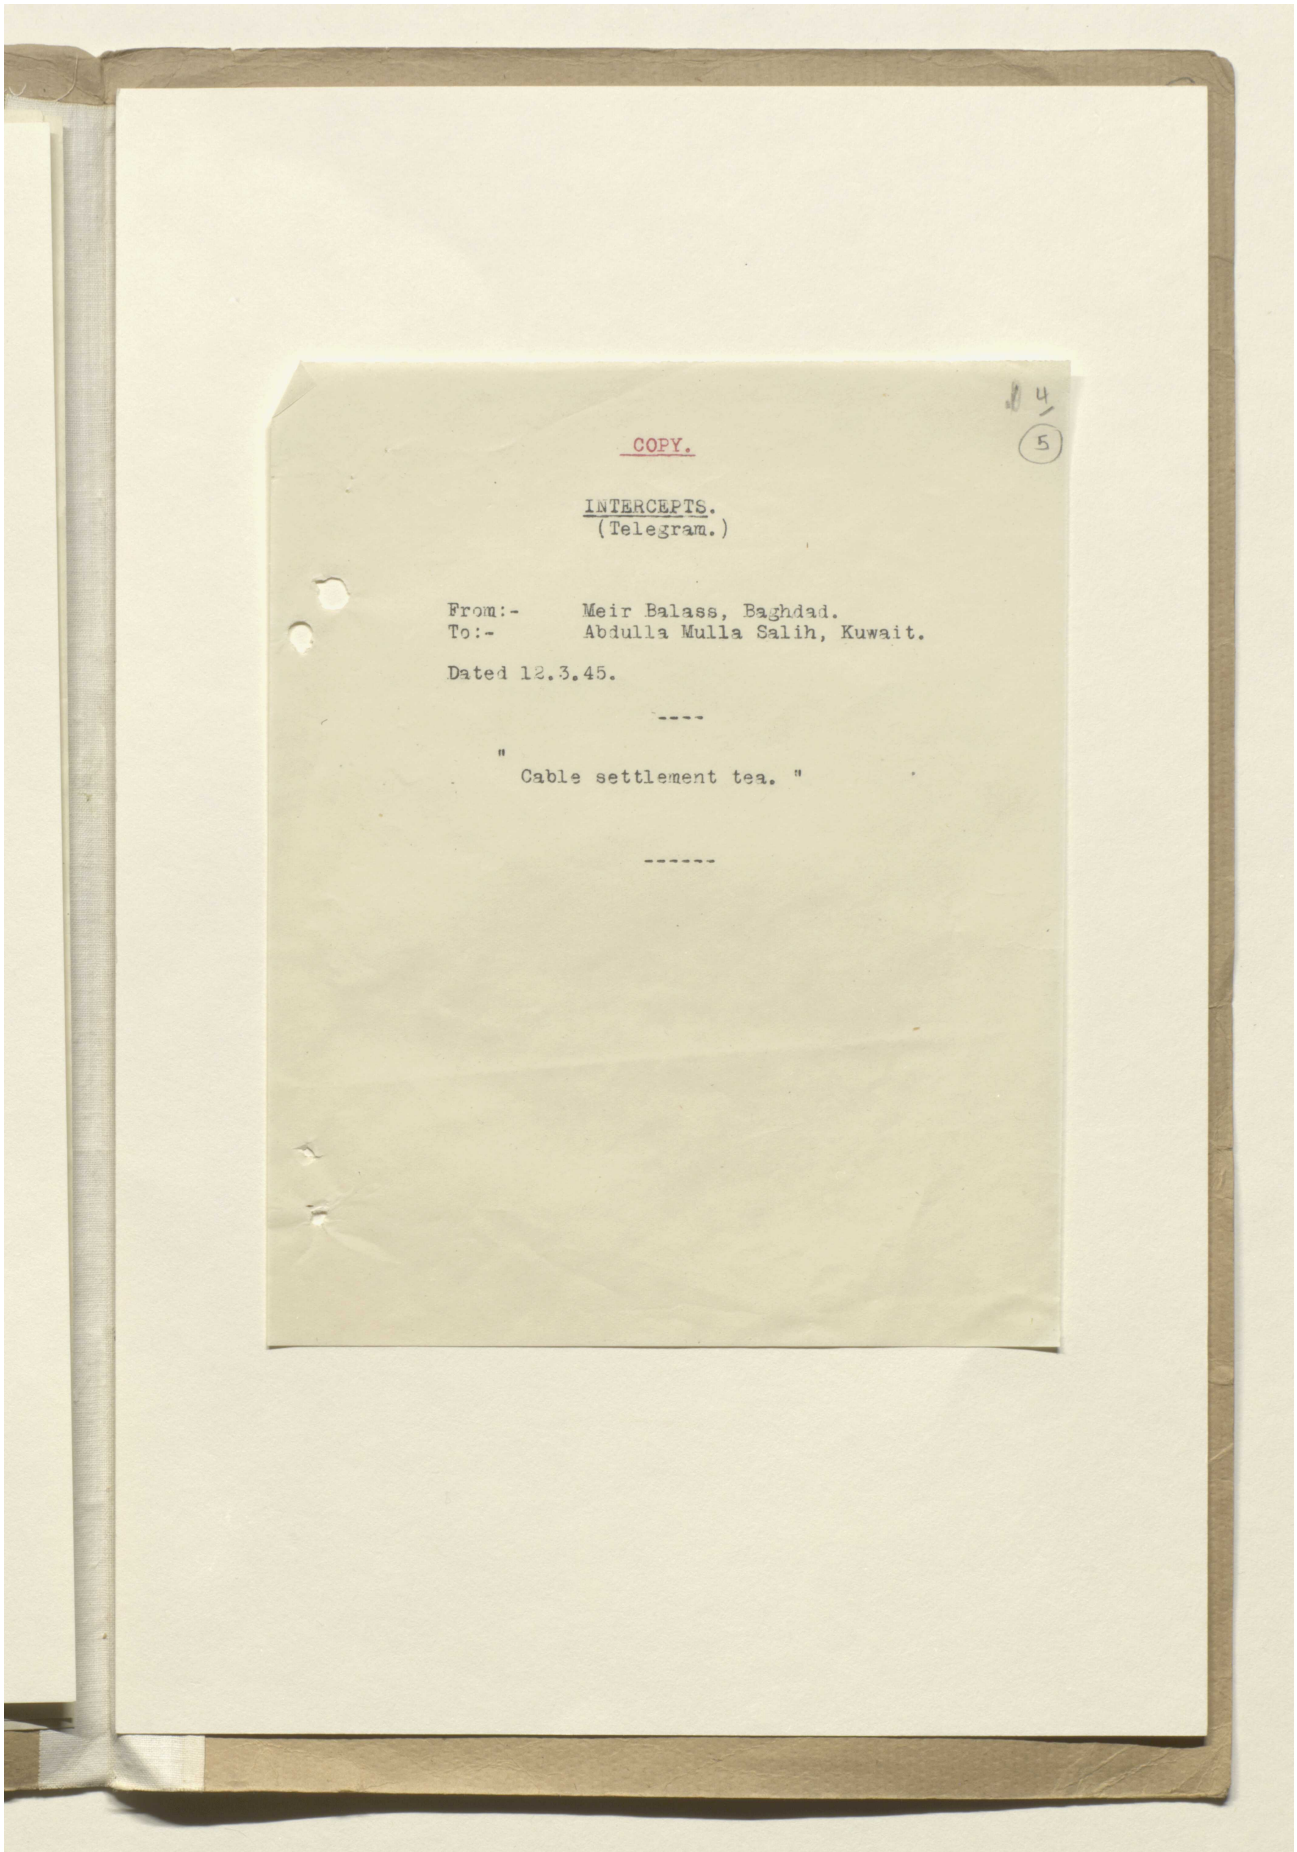 4
5
COPY.
INTERCEPTS.
(Telegram.)
From:- Meir Balass, Baghdad.
To:- Abdulla Mulla Salih, Kuwait.
Dated 12.3.45.
----
"
Cable settlement tea. "
------